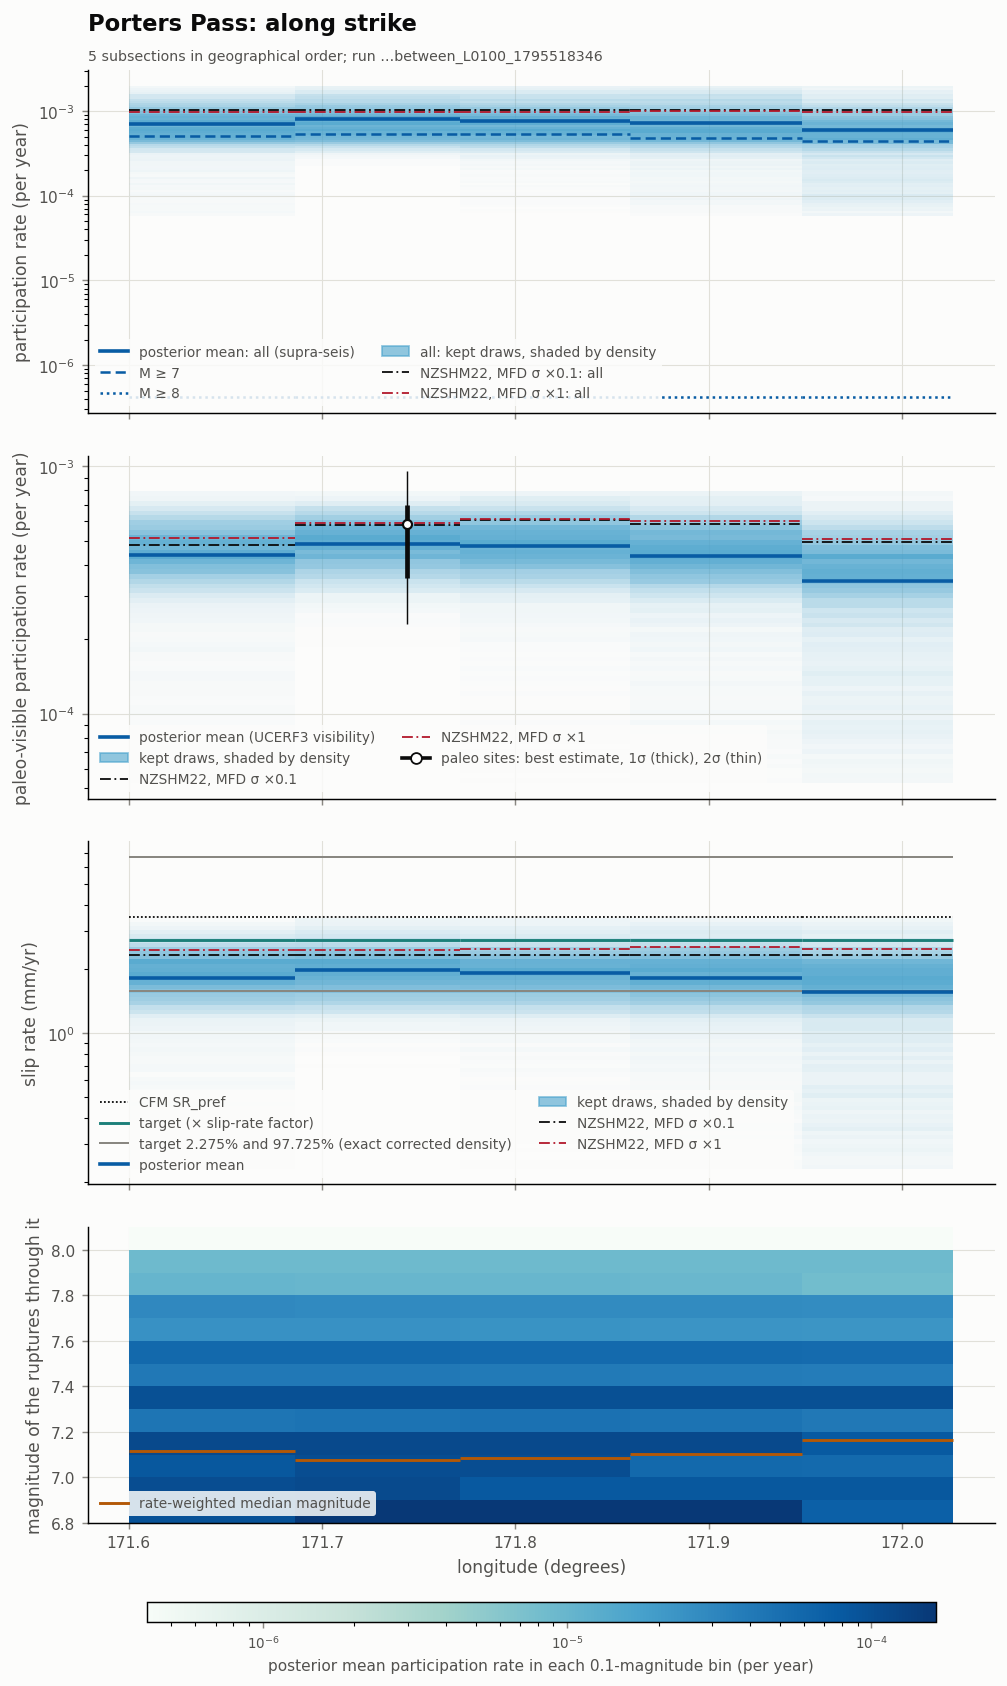 Porters Pass: along strike
5 subsections in geographical order; run ...between_L0100_1795518346
participation rate (per year)
10⁻³
10⁻⁴
10⁻⁵
10⁻⁶
posterior mean: all (supra-seis)
M ≥ 7
M ≥ 8
all: kept draws, shaded by density
NZSHM22, MFD σ ×0.1: all
NZSHM22, MFD σ ×1: all
paleo-visible participation rate (per year)
10⁻³
10⁻⁴
posterior mean (UCERF3 visibility)
kept draws, shaded by density
NZSHM22, MFD σ ×0.1
NZSHM22, MFD σ ×1
paleo sites: best estimate, 1σ (thick), 2σ (thin)
slip rate (mm/yr)
10⁰
CFM SR_pref
target (× slip-rate factor)
target 2.275% and 97.725% (exact corrected density)
posterior mean
kept draws, shaded by density
NZSHM22, MFD σ ×0.1
NZSHM22, MFD σ ×1
magnitude of the ruptures through it
8.0
7.8
7.6
7.4
7.2
7.0
6.8
rate-weighted median magnitude
171.6 171.7 171.8 171.9 172.0
longitude (degrees)
10⁻⁶ 10⁻⁵ 10⁻⁴
posterior mean participation rate in each 0.1-magnitude bin (per year)